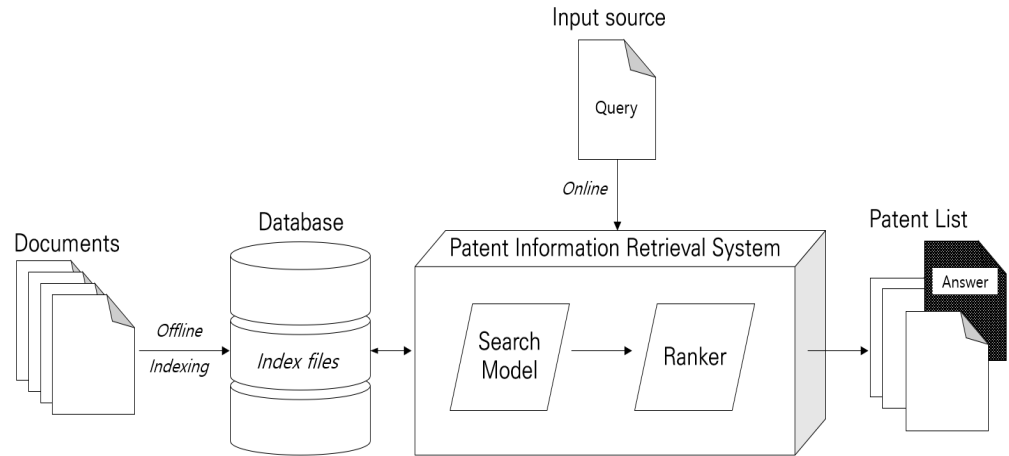 Input source
Query
Online
Documents
Offline
Indexing
Database
Index files
Patent Information Retrieval System
Search
Model
Ranker
Patent List
Answer